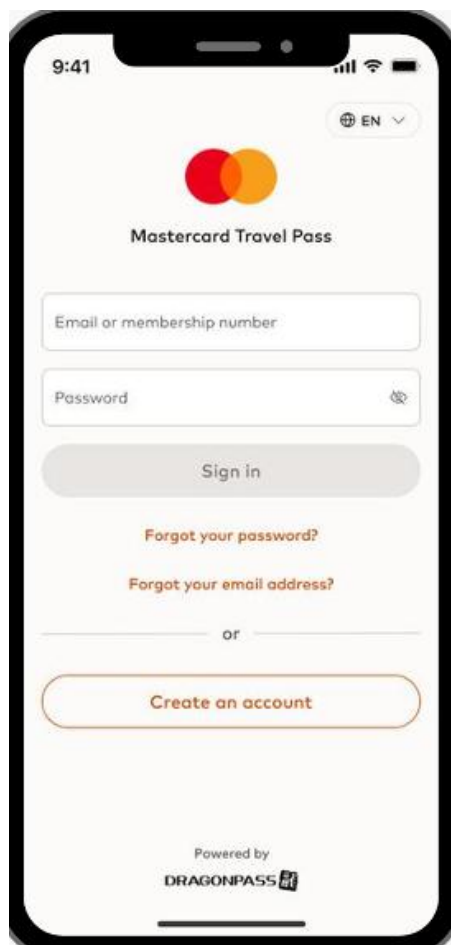 9:41
EN
Mastercard Travel Pass
Email or membership number
Password
Sign in
Forgot your password?
Forgot your email address?
or
Create an account
Powered by
DRAGONPASS